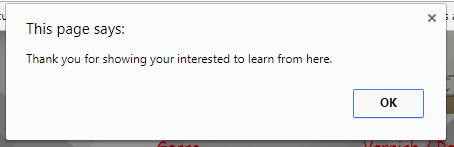 This page says:
Thank you for showing your interested to learn from here.
OK